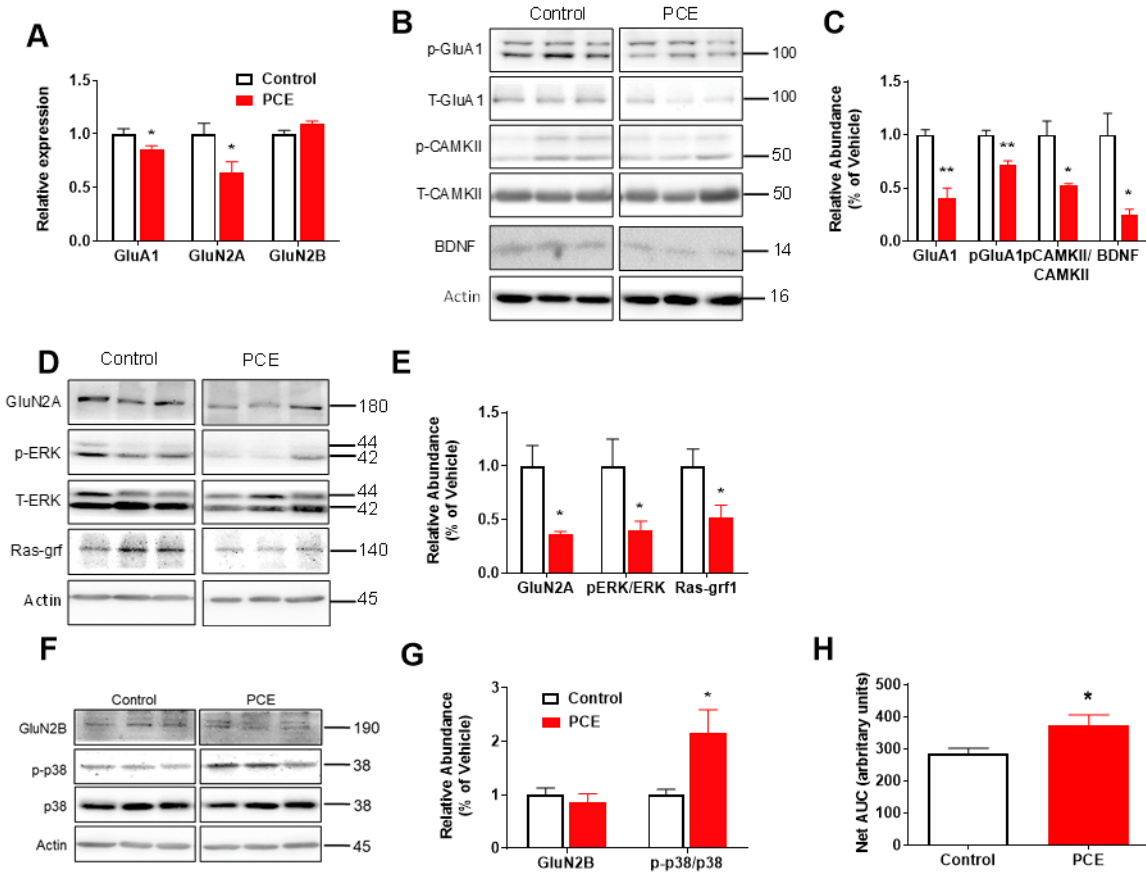 A
Control
PCE
Relative expression
1.5
1.0
0.5
0.0
*
*
GluA1 GluN2A GluN2B
B
Control PCE
p-GluA1 100
T-GluA1 100
p-CAMKII 50
T-CAMKII 50
BDNF 14
Actin 16
C
Relative Abundance
(% of Vehicle)
1.5
1.0
0.5
0.0
** ** * *
GluA1 pGluA1 pCAMKII/ BDNF
CAMKII
D
Control PCE
GluN2A 180
p-ERK 44
42
T-ERK 44
42
Ras-grf 140
Actin 45
E
Relative Abundance
(% of Vehicle)
1.5
1.0
0.5
0.0
* * *
GluN2A pERK/ERK Ras-grf1
F
Control PCE
GluN2B 190
p-p38 38
p38 38
Actin 45
G
Control
PCE
Relative Abundance
(% of Vehicle)
3
2
1
0
*
GluN2B p-p38/p38
H
Net AUC (arbritary units)
500
400
300
200
100
0
*
Control PCE